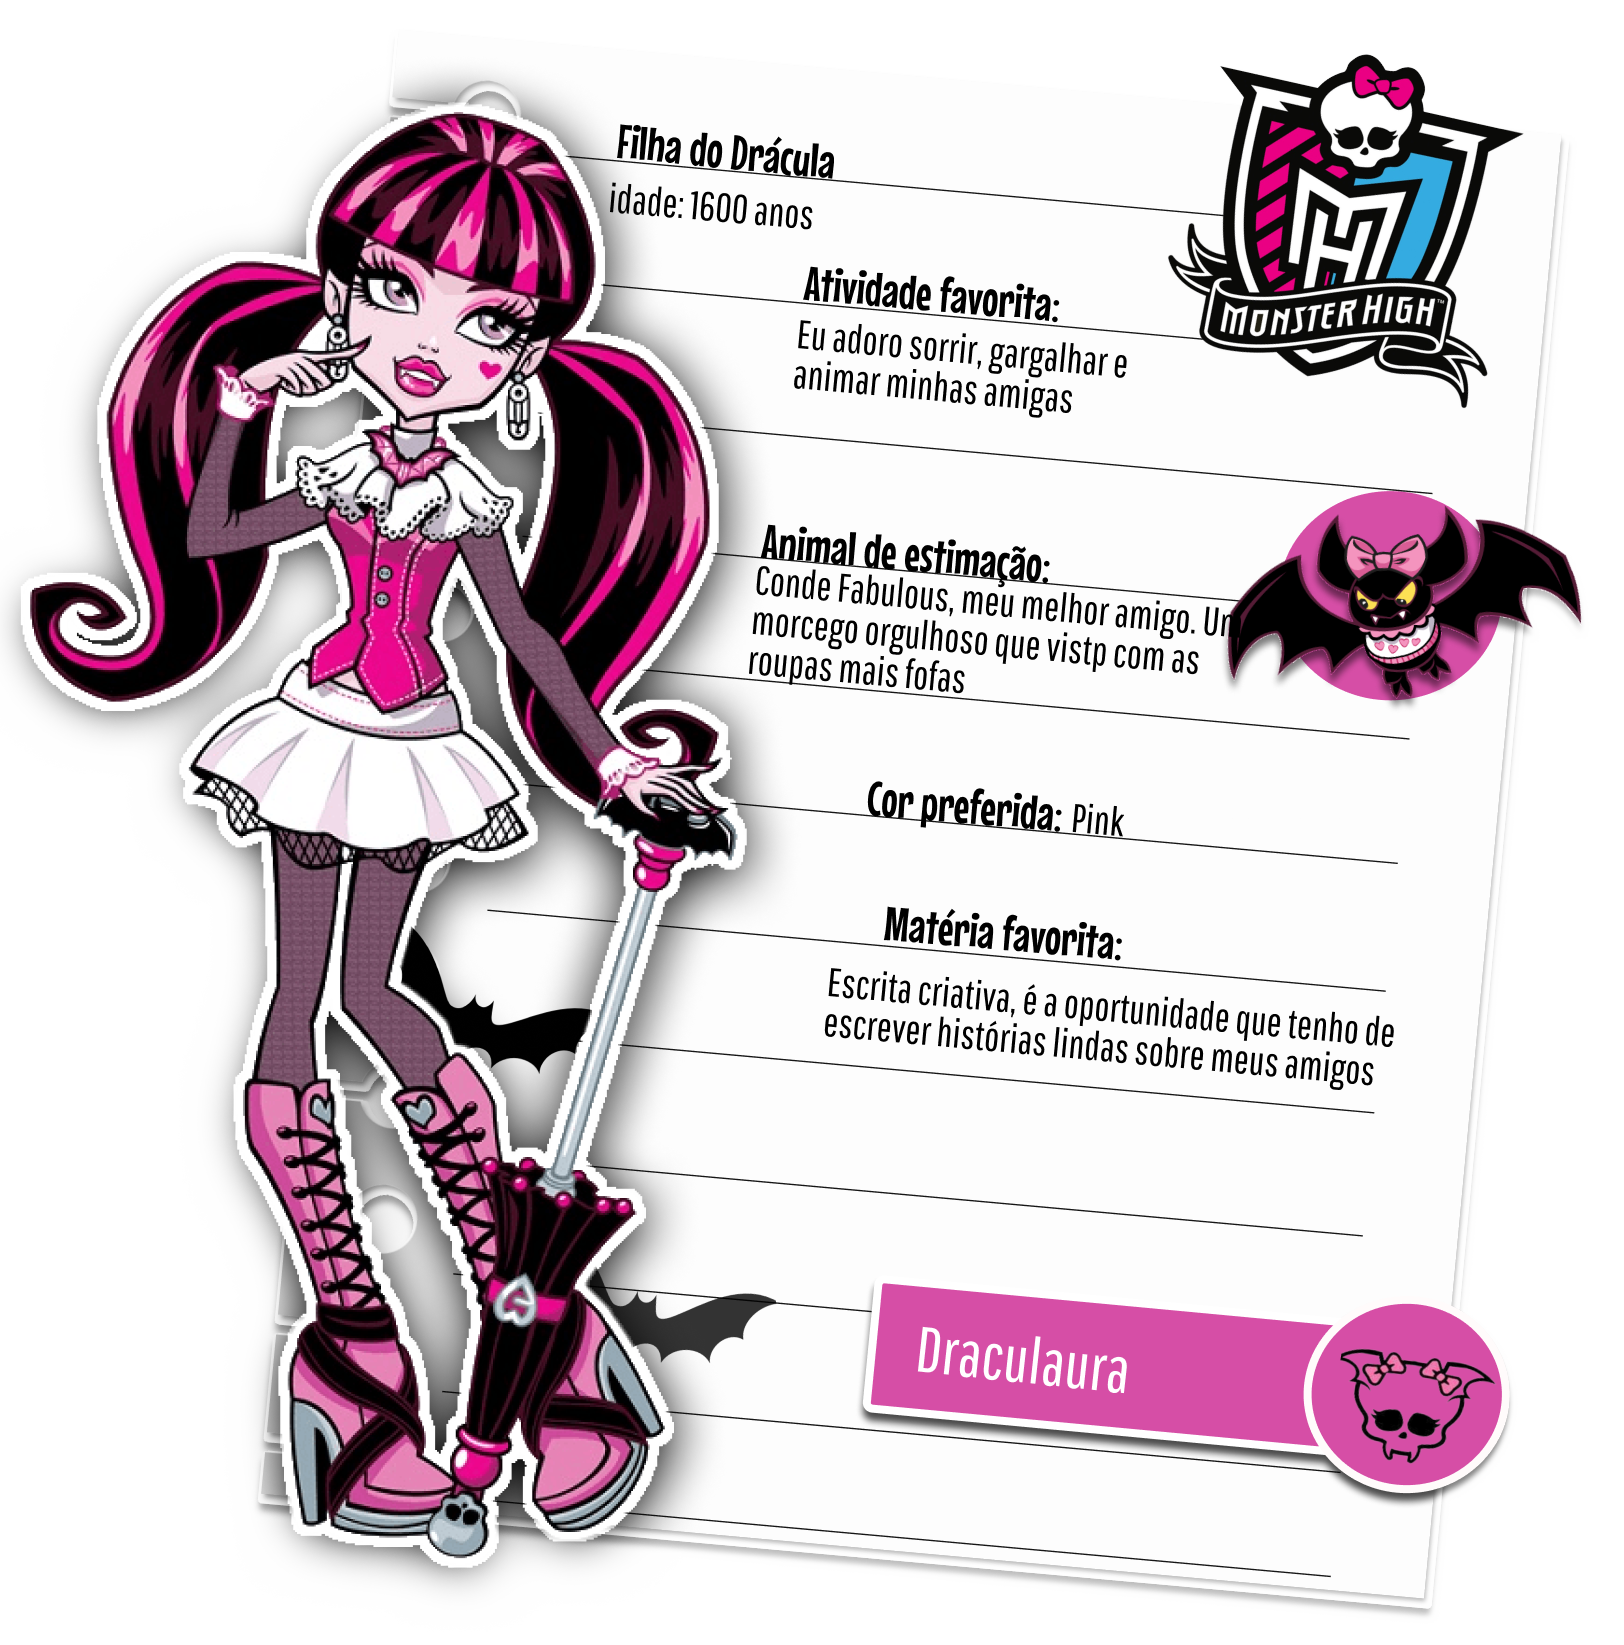 Filha do Drácula
idade: 1600 anos
MONSTER HIGH™
Atividade favorita:
Eu adoro sorrir, gargalhar e
animar minhas amigas
Animal de estimação:
Conde Fabulous, meu melhor amigo. Um
morcego orgulhoso que vistp com as
roupas mais fofas
Cor preferida: Pink
Matéria favorita:
Escrita criativa, é a oportunidade que tenho de
escrever histórias lindas sobre meus amigos
Draculaura